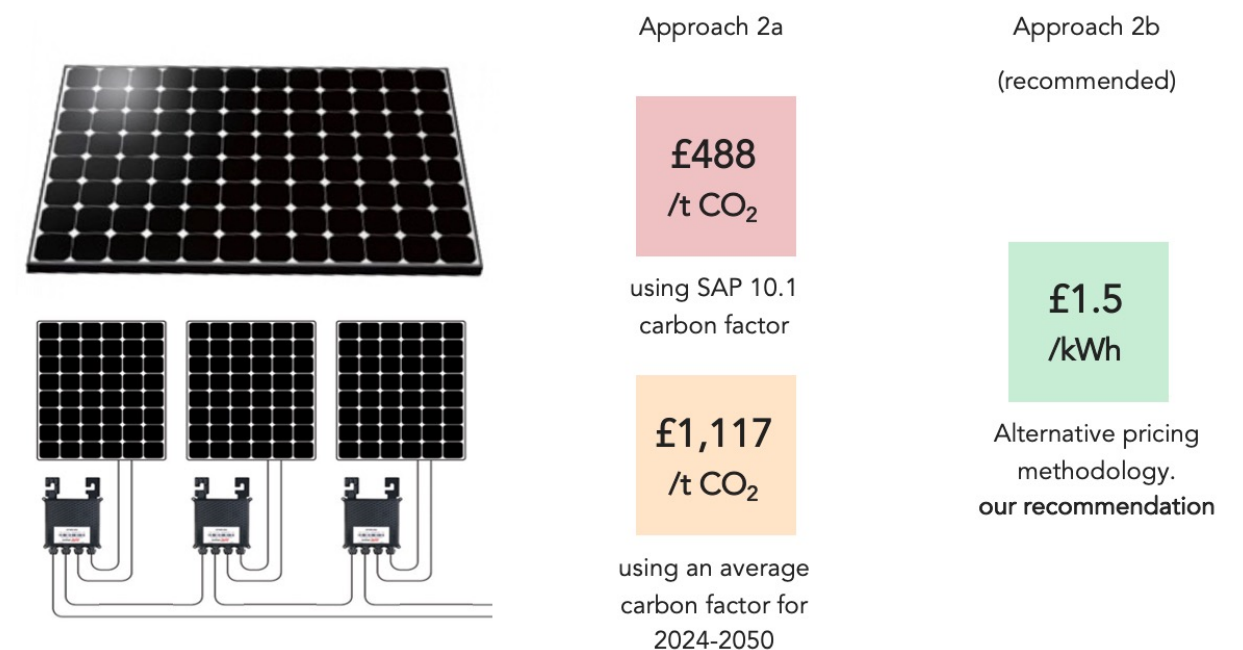 Approach 2a
£488
/t CO₂
using SAP 10.1
carbon factor
£1,117
/t CO₂
using an average
carbon factor for
2024-2050
Approach 2b
(recommended)
£1.5
/kWh
Alternative pricing
methodology.
our recommendation